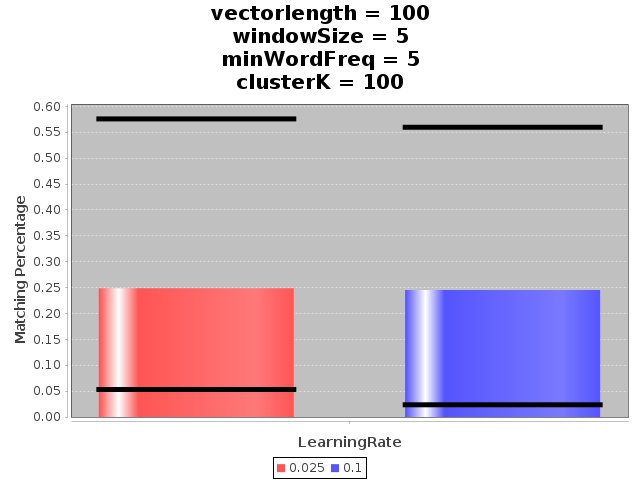 vectorlength = 100
windowSize = 5
minWordFreq = 5
clusterK = 100
0.60
0.55
0.50
0.45
0.40
0.35
0.30
0.25
0.20
0.15
0.10
0.05
0.00
Matching Percentage
LearningRate
0.025 0.1